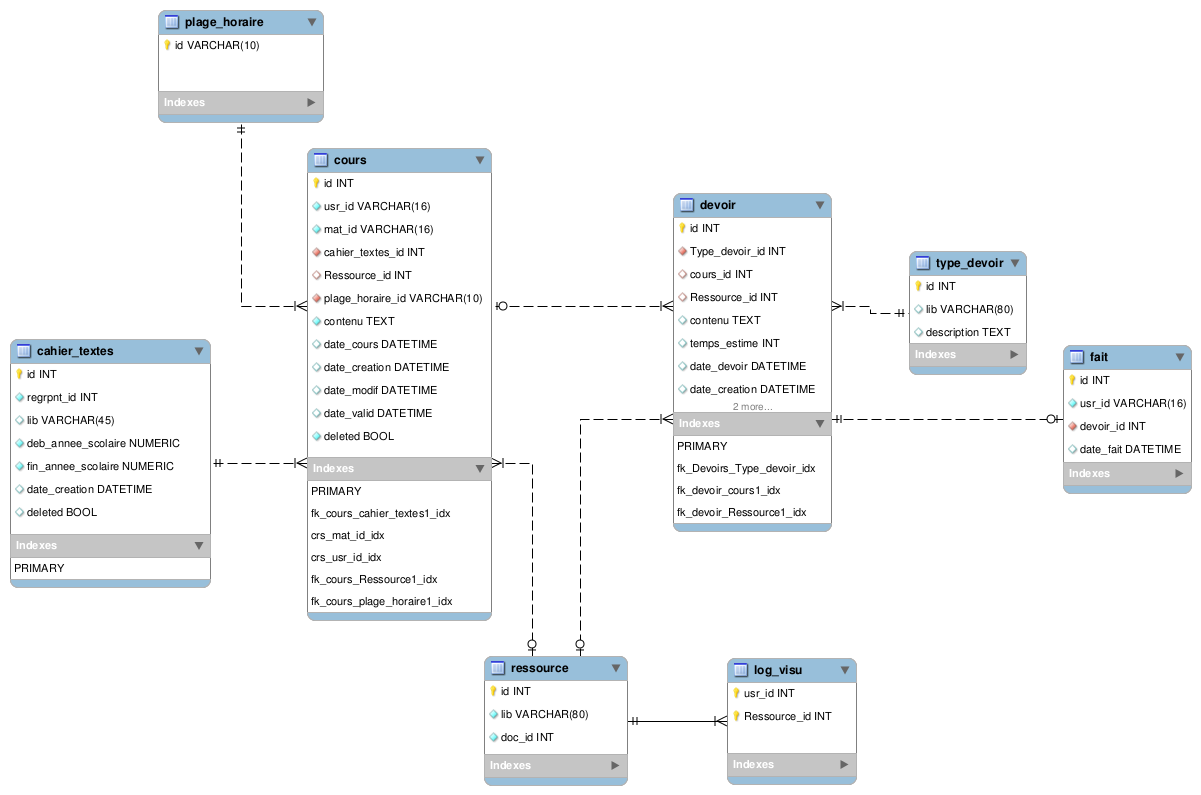 plage_horaire
id VARCHAR(10)
Indexes
cours
id INT
usr_id VARCHAR(16)
mat_id VARCHAR(16)
cahier_textes_id INT
Ressource_id INT
plage_horaire_id VARCHAR(10)
contenu TEXT
date_cours DATETIME
date_creation DATETIME
date_modif DATETIME
date_valid DATETIME
deleted BOOL
Indexes
PRIMARY
fk_cours_cahier_textes1_idx
crs_mat_id_idx
crs_usr_id_idx
fk_cours_Ressource1_idx
fk_cours_plage_horaire1_idx
devoir
id INT
Type_devoir_id INT
cours_id INT
Ressource_id INT
contenu TEXT
temps_estime INT
date_devoir DATETIME
date_creation DATETIME
2 more...
Indexes
PRIMARY
fk_Devoirs_Type_devoir_idx
fk_devoir_cours1_idx
fk_devoir_Ressource1_idx
type_devoir
id INT
lib VARCHAR(80)
description TEXT
Indexes
cahier_textes
id INT
regrpnt_id INT
lib VARCHAR(45)
deb_annee_scolaire NUMERIC
fin_annee_scolaire NUMERIC
date_creation DATETIME
deleted BOOL
Indexes
PRIMARY
fait
id INT
usr_id VARCHAR(16)
devoir_id INT
date_fait DATETIME
Indexes
ressource
id INT
lib VARCHAR(80)
doc_id INT
Indexes
log_visu
usr_id INT
Ressource_id INT
Indexes